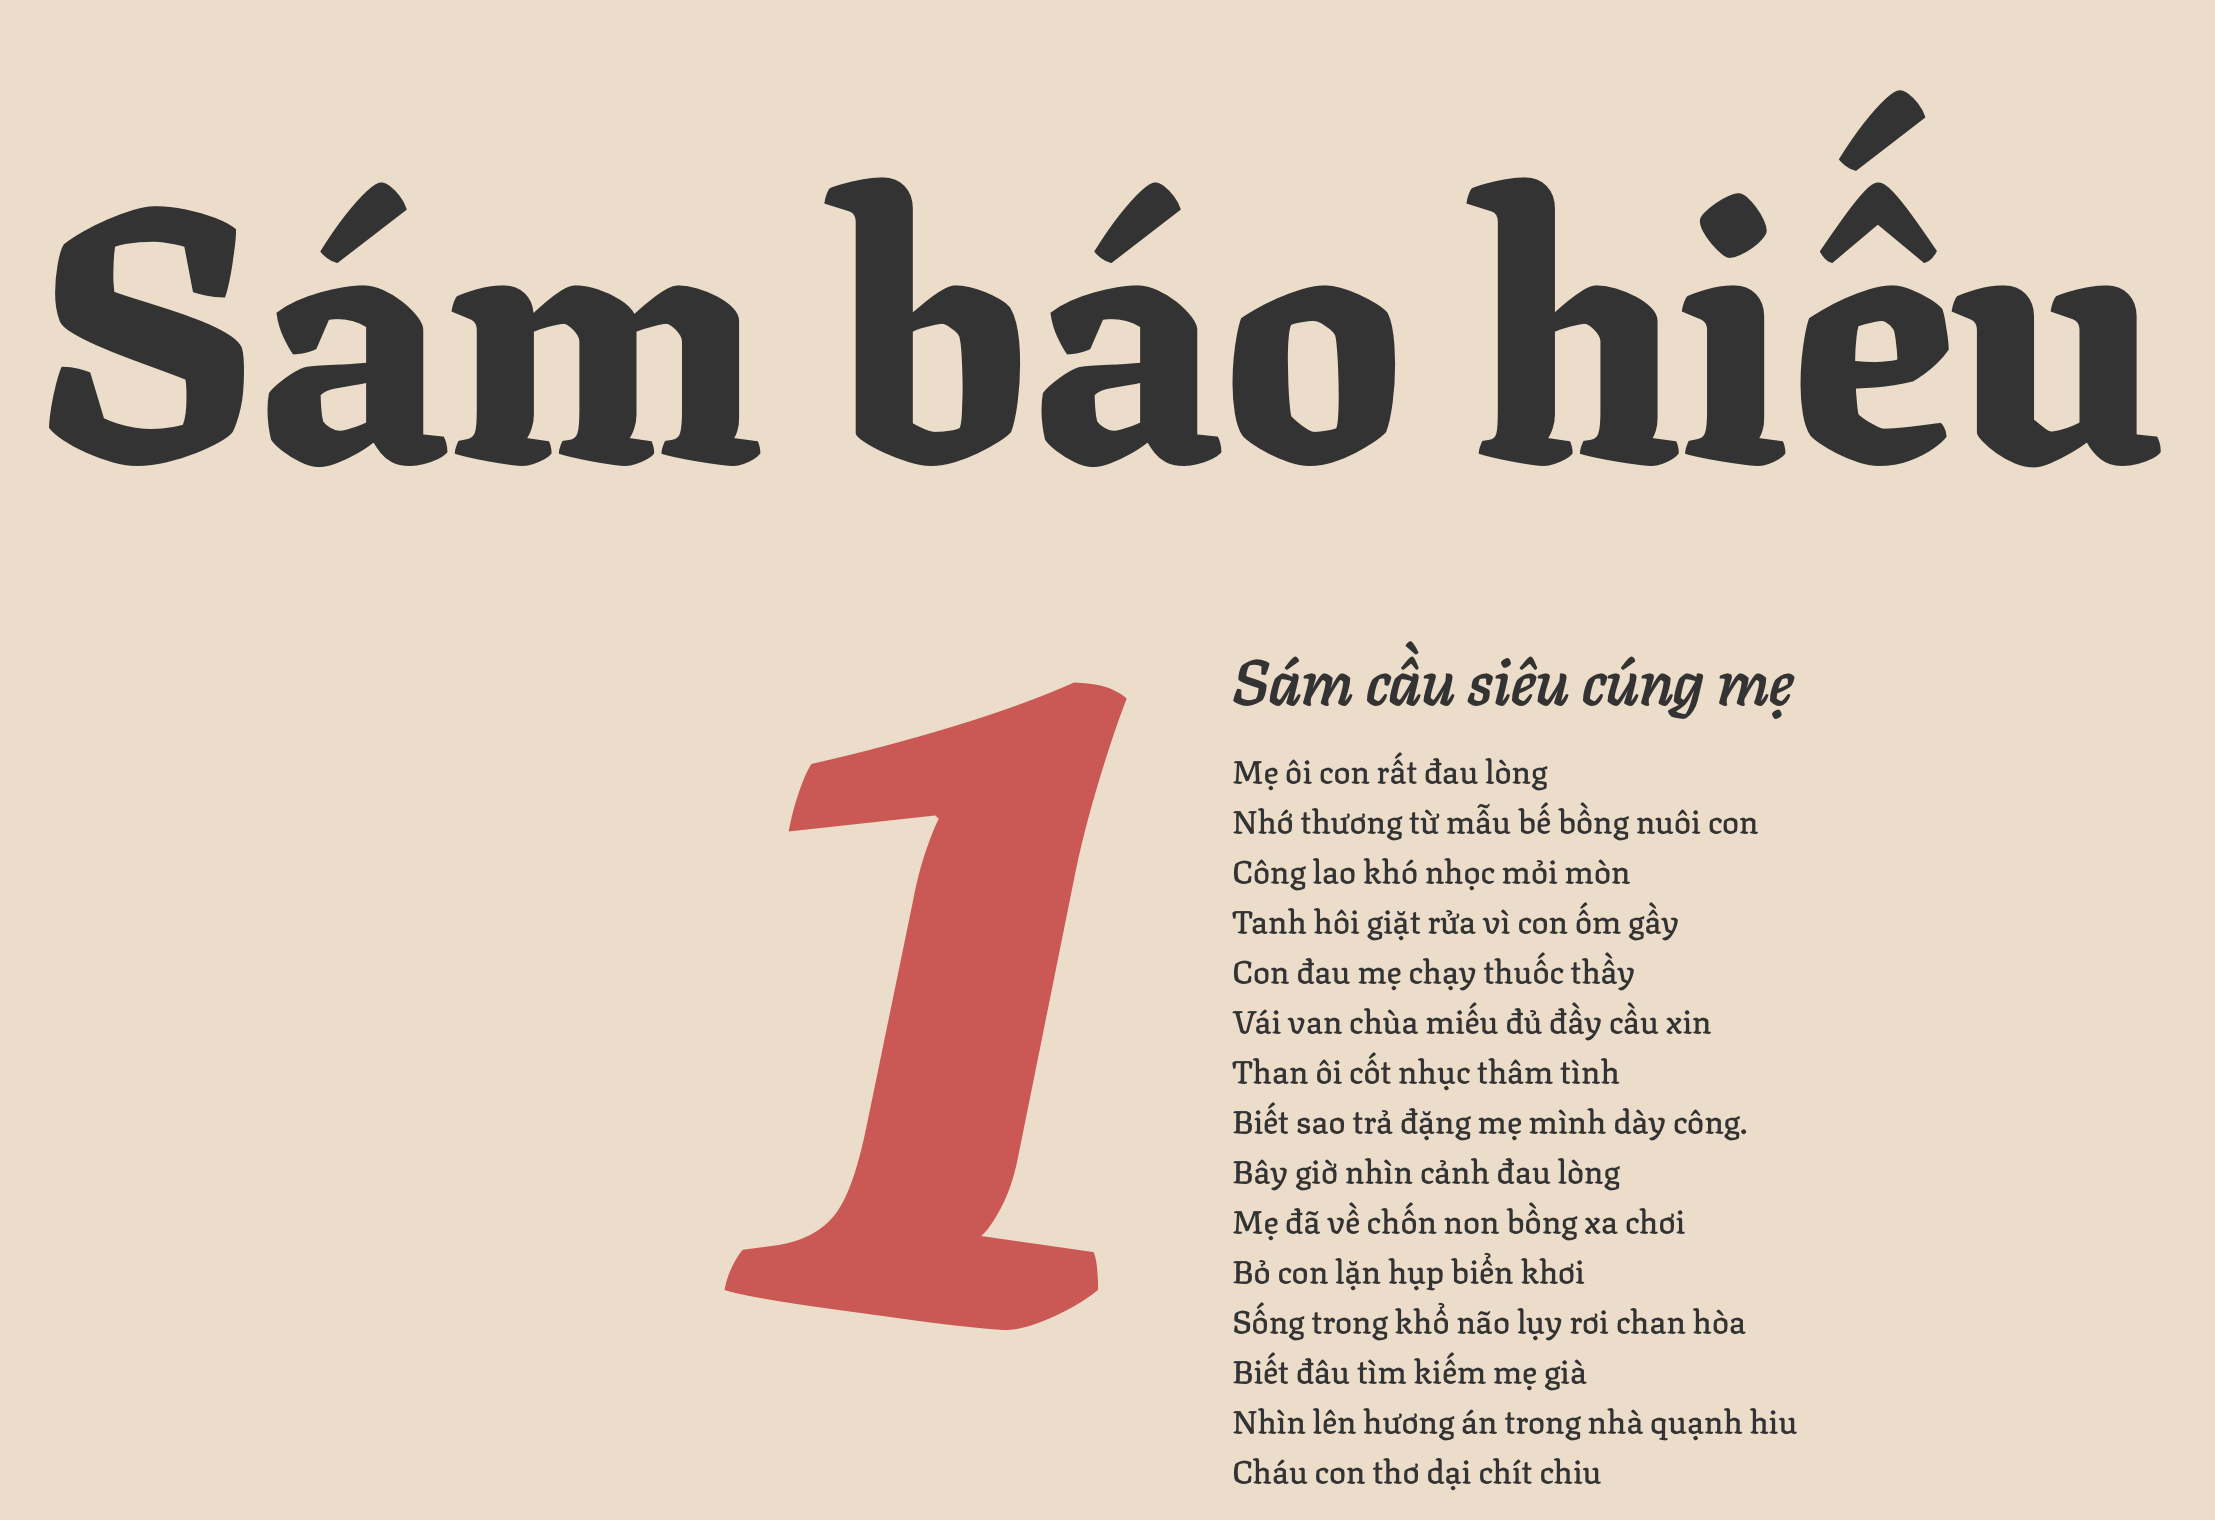 Sám báo hiếu
1
Sám cầu siêu cúng mẹ
Mẹ ôi con rất đau lòng
Nhớ thương từ mẫu bế bồng nuôi con
Công lao khó nhọc mỏi mòn
Tanh hôi giặt rửa vì con ốm gầy
Con đau mẹ chạy thuốc thầy
Vái van chùa miếu đủ đầy cầu xin
Than ôi cốt nhục thâm tình
Biết sao trả đặng mẹ mình dày công.
Bây giờ nhìn cảnh đau lòng
Mẹ đã về chốn non bồng xa chơi
Bỏ con lặn hụp biển khơi
Sống trong khổ não lụy rơi chan hòa
Biết đâu tìm kiếm mẹ già
Nhìn lên hương án trong nhà quạnh hiu
Cháu con thơ dại chít chiu